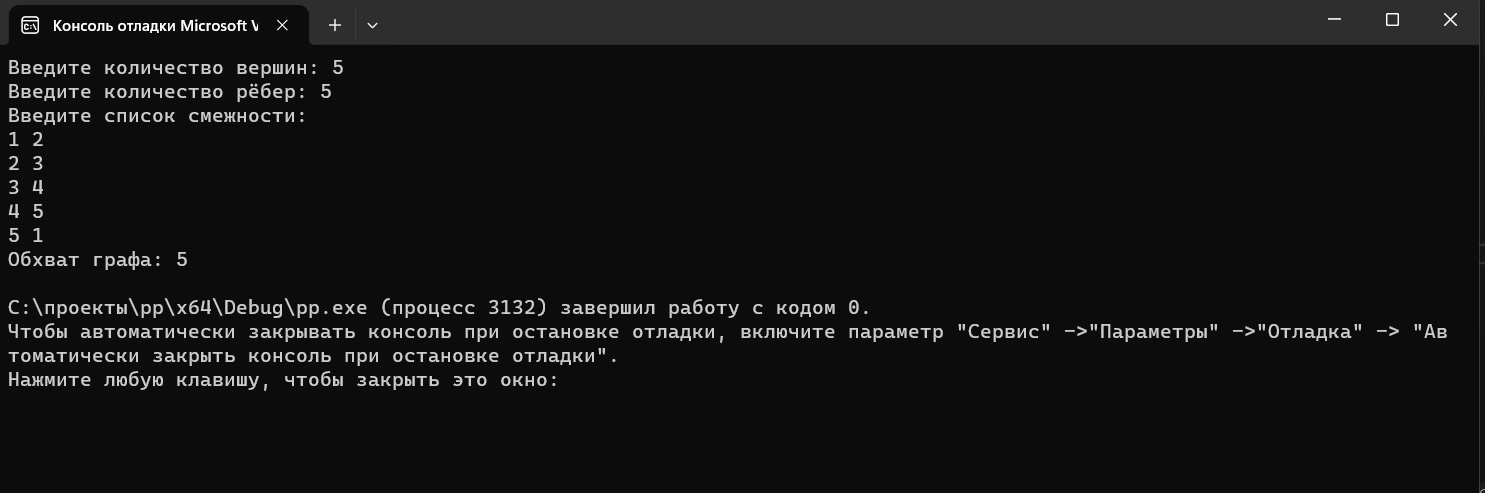 Консоль отладки Microsoft V
Введите количество вершин: 5
Введите количество рёбер: 5
Введите список смежности:
1 2
2 3
3 4
4 5
5 1
Обхват графа: 5
C:\проекты\pp\x64\Debug\pp.exe (процесс 3132) завершил работу с кодом 0.
Чтобы автоматически закрывать консоль при остановке отладки, включите параметр "Сервис" ->"Параметры" ->"Отладка" -> "Ав
томатически закрыть консоль при остановке отладки".
Нажмите любую клавишу, чтобы закрыть это окно: